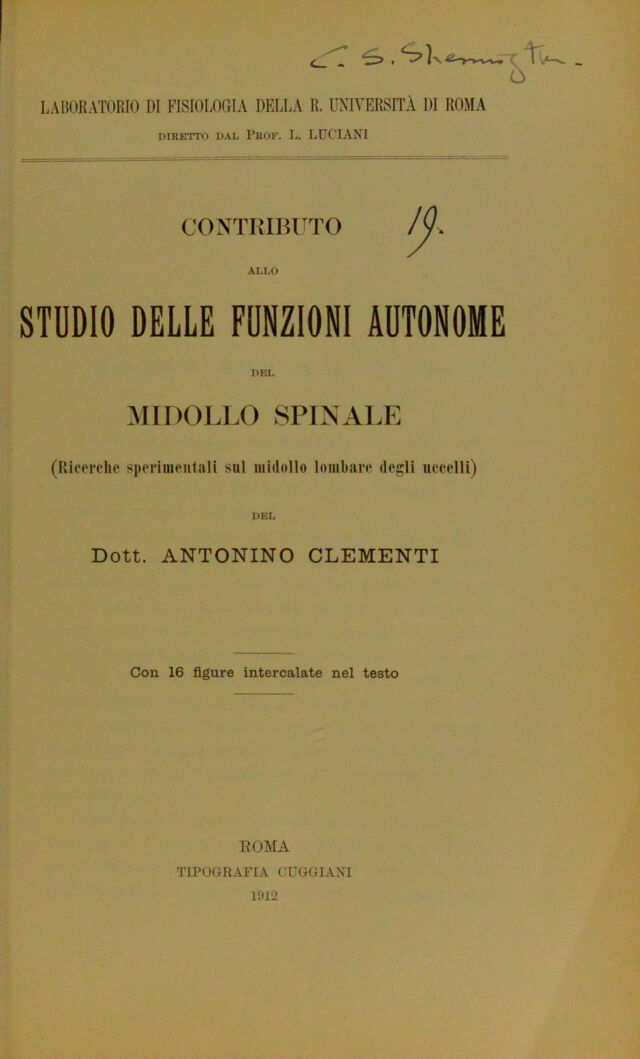 C. S. Sherrington.
LABORATORIO DI FISIOLOGIA DELLA R. UNIVERSITÀ DI ROMA
DIRETTO DAL PROF. L. LUCIANI
CONTRIBUTO 19.
ALLO
STUDIO DELLE FUNZIONI AUTONOME
DEL
MIDOLLO SPINALE
(Ricerche sperimentali sul midollo lombare degli uccelli)
DEL
Dott. ANTONINO CLEMENTI
Con 16 figure intercalate nel testo
ROMA
TIPOGRAFIA CUGGIANI
1912